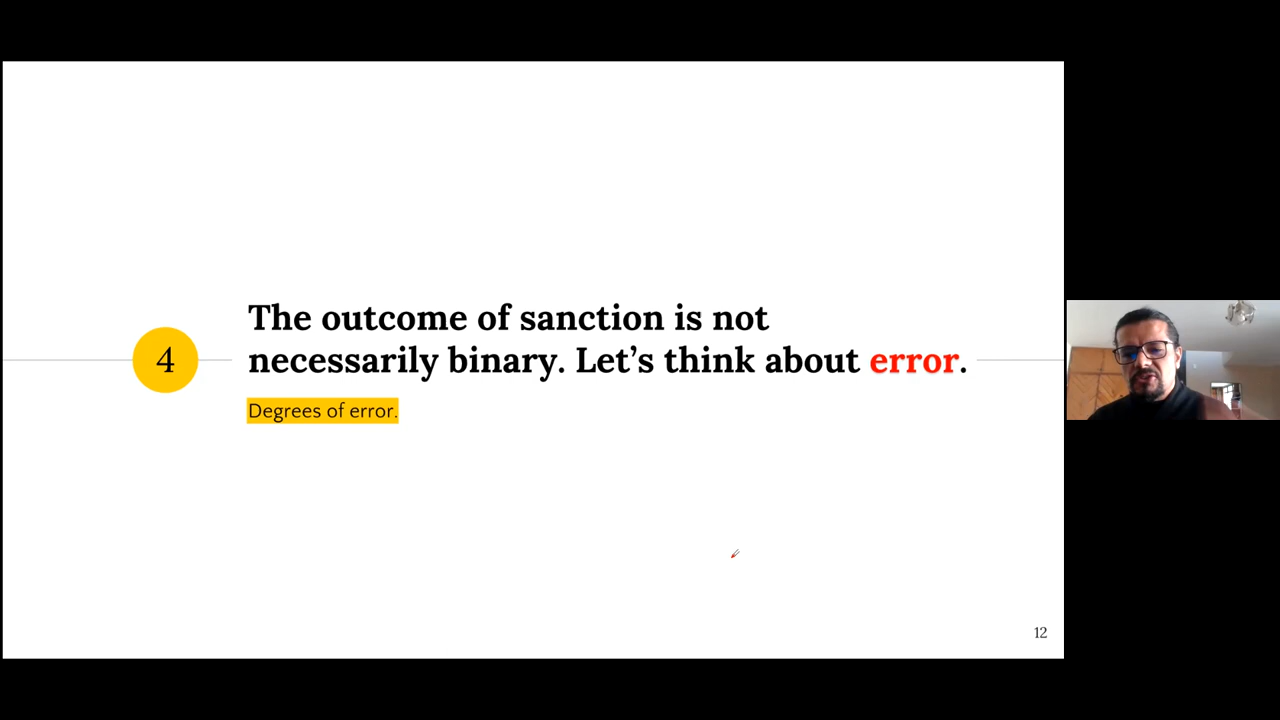 4
The outcome of sanction is not
necessarily binary. Let’s think about error.
Degrees of error.
12